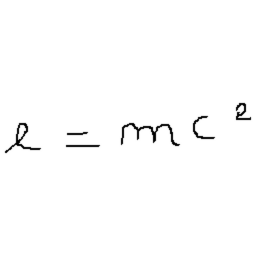 e = mc²